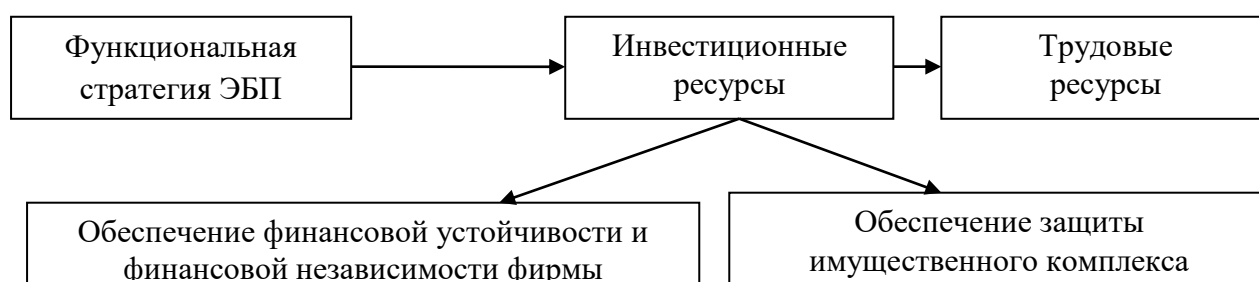 Функциональная
стратегия ЭБП
Инвестиционные
ресурсы
Трудовые
ресурсы
Обеспечение финансовой устойчивости и
финансовой независимости фирмы
Обеспечение защиты
имущественного комплекса